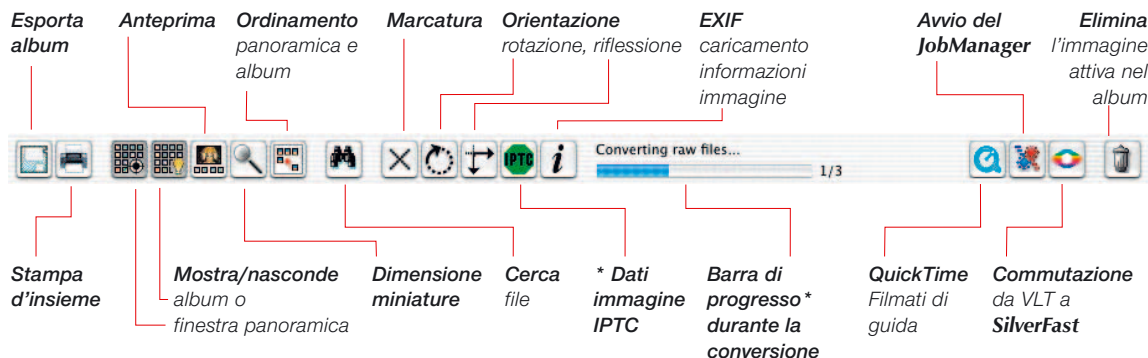 Esporta
album
Anteprima
Ordinamento
panoramica e
album
Marcatura
Orientazione
rotazione, riflessione
EXIF
caricamento
informazioni
immagine
Avvio del
JobManager
Elimina
l'immagine
attiva nel
album
IPTC
i
Converting raw files...
1/3
Stampa
d'insieme
Mostra/nasconde
album o
finestra panoramica
Dimensione
miniature
Cerca
file
* Dati
immagine
IPTC
Barra di
progesso*
durante la
conversione
QuickTime
Filmati di
guida
Commutazione
da VLT a
SilverFast